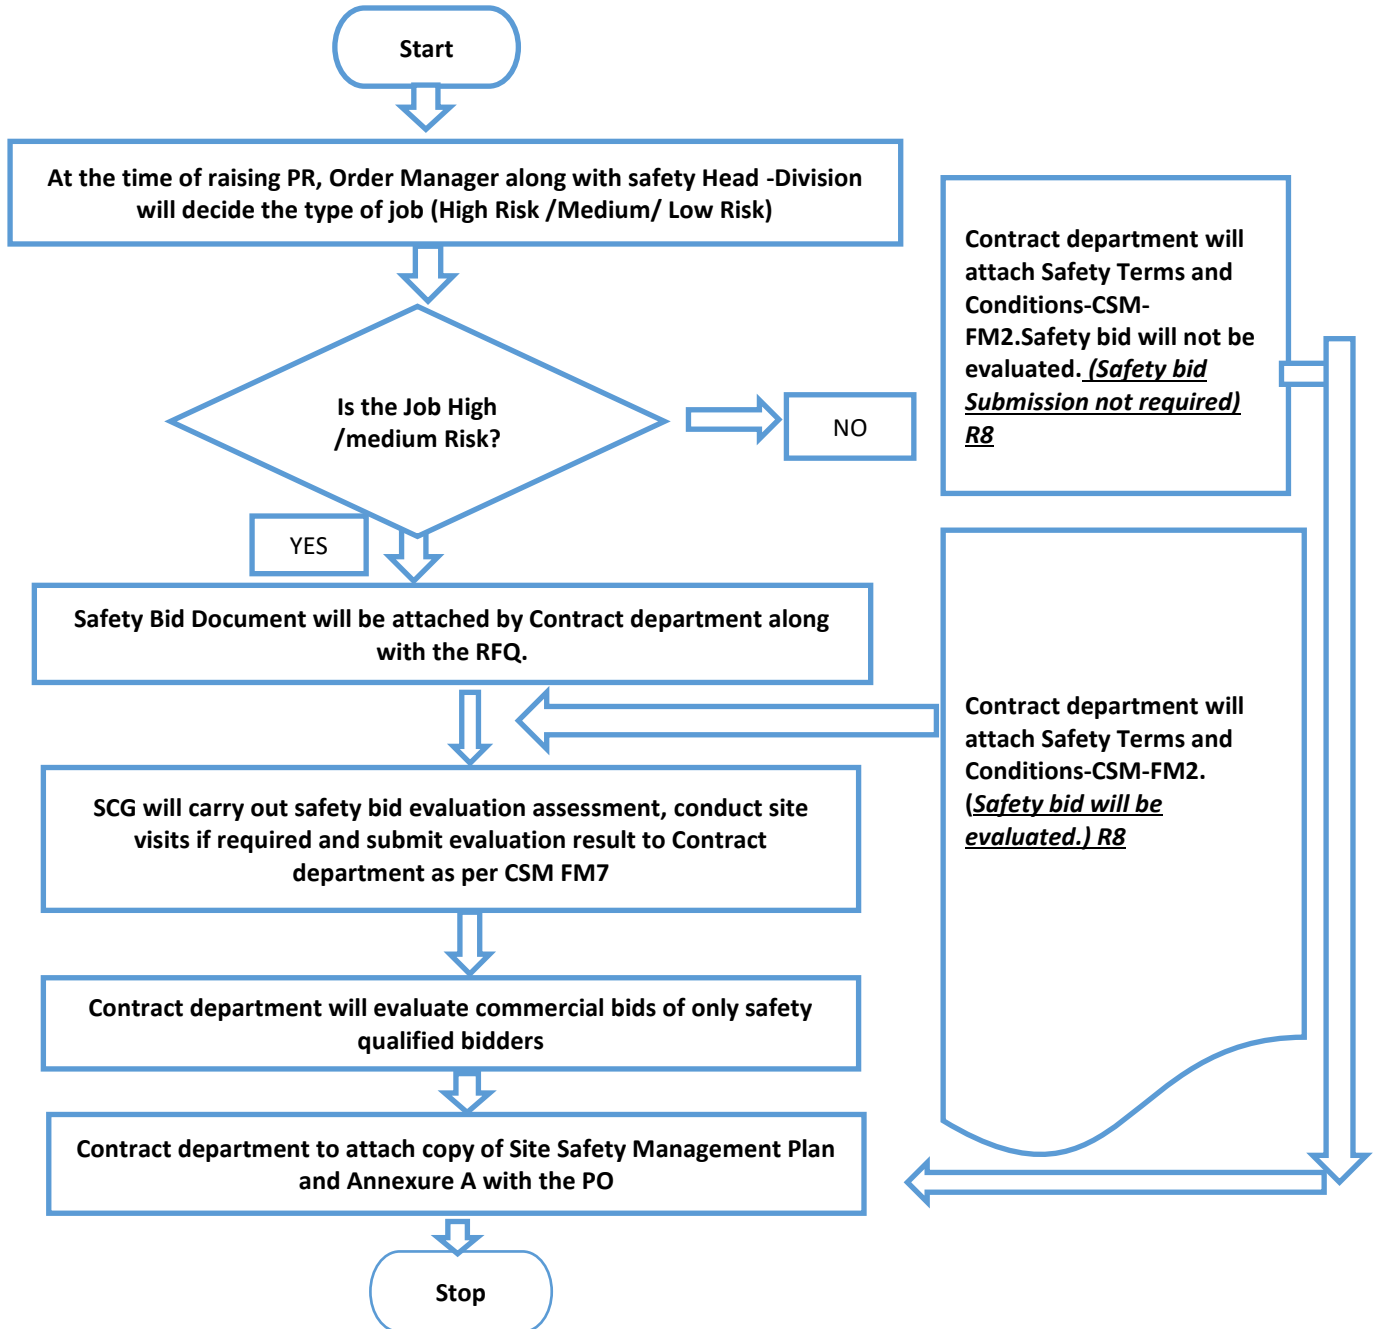 Start
At the time of raising PR, Order Manager along with safety Head -Division
will decide the type of job (High Risk /Medium/ Low Risk)
Is the Job High
/medium Risk?
NO
Contract department will
attach Safety Terms and
Conditions-CSM-
FM2.Safety bid will not be
evaluated. (Safety bid
Submission not required)
R8
YES
Safety Bid Document will be attached by Contract department along
with the RFQ.
Contract department will
attach Safety Terms and
Conditions-CSM-FM2.
(Safety bid will be
evaluated.) R8
SCG will carry out safety bid evaluation assessment, conduct site
visits if required and submit evaluation result to Contract
department as per CSM FM7
Contract department will evaluate commercial bids of only safety
qualified bidders
Contract department to attach copy of Site Safety Management Plan
and Annexure A with the PO
Stop